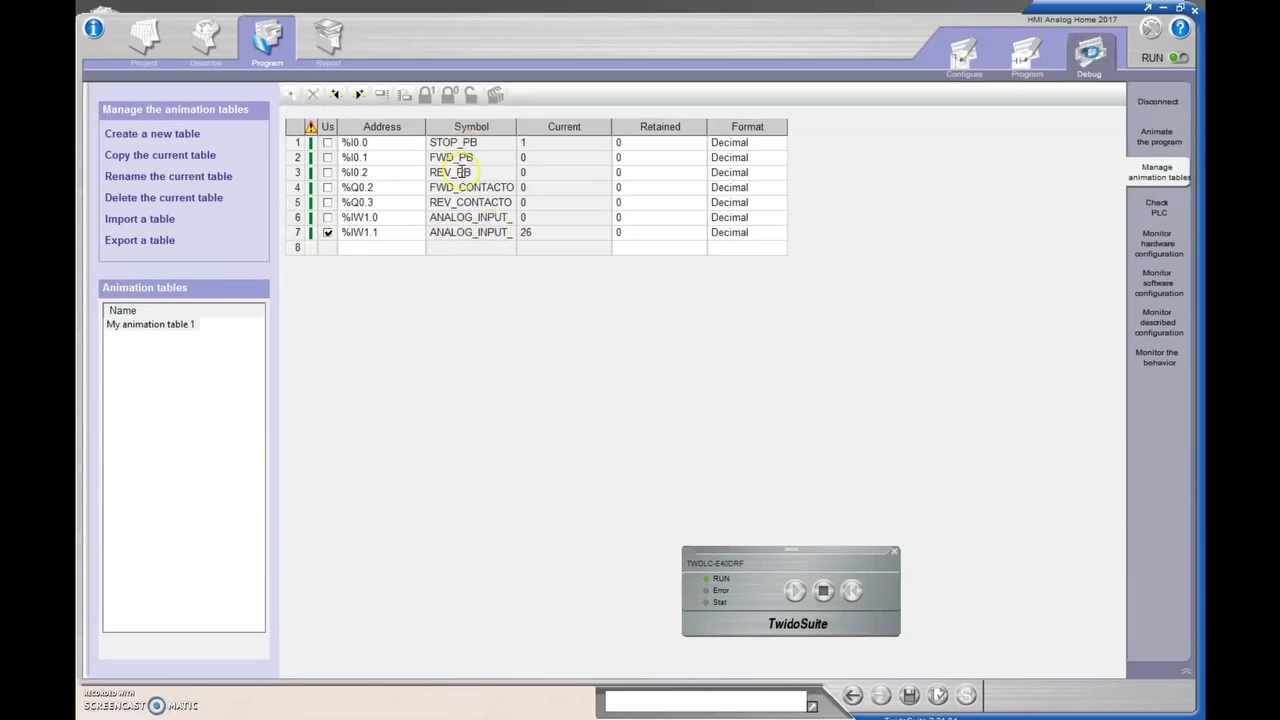 HMI Analog Home 2017
Project
Describe
Program
Report
Configure
Program
Debug
RUN
Manage the animation tables
Create a new table
Copy the current table
Rename the current table
Delete the current table
Import a table
Export a table
Animation tables
Name
My animation table 1
Us Address Symbol Current Retained Format
1 %I0.0 STOP_PB 1 0 Decimal
2 %I0.1 FWD_PB 0 0 Decimal
3 %I0.2 REV_PB 0 0 Decimal
4 %Q0.2 FWD_CONTACTO 0 0 Decimal
5 %Q0.3 REV_CONTACTO 0 0 Decimal
6 %IW1.0 ANALOG_INPUT_ 0 0 Decimal
7 %IW1.1 ANALOG_INPUT_ 26 0 Decimal
8
Disconnect
Animate
the program
Manage
animation tables
Check
PLC
Monitor
hardware
configuration
Monitor
software
configuration
Monitor
described
configuration
Monitor the
behavior
TWDLC-E40DRF
RUN
Error
Stat
TwidoSuite
RECORDED WITH
SCREENCAST MATIC